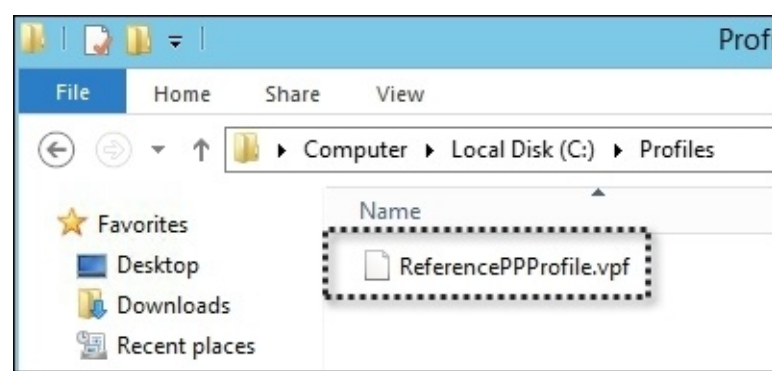 Prof
File Home Share View
Computer Local Disk (C:) Profiles
Favorites
Name
Desktop
ReferencePPProfile.vpf
Downloads
Recent places